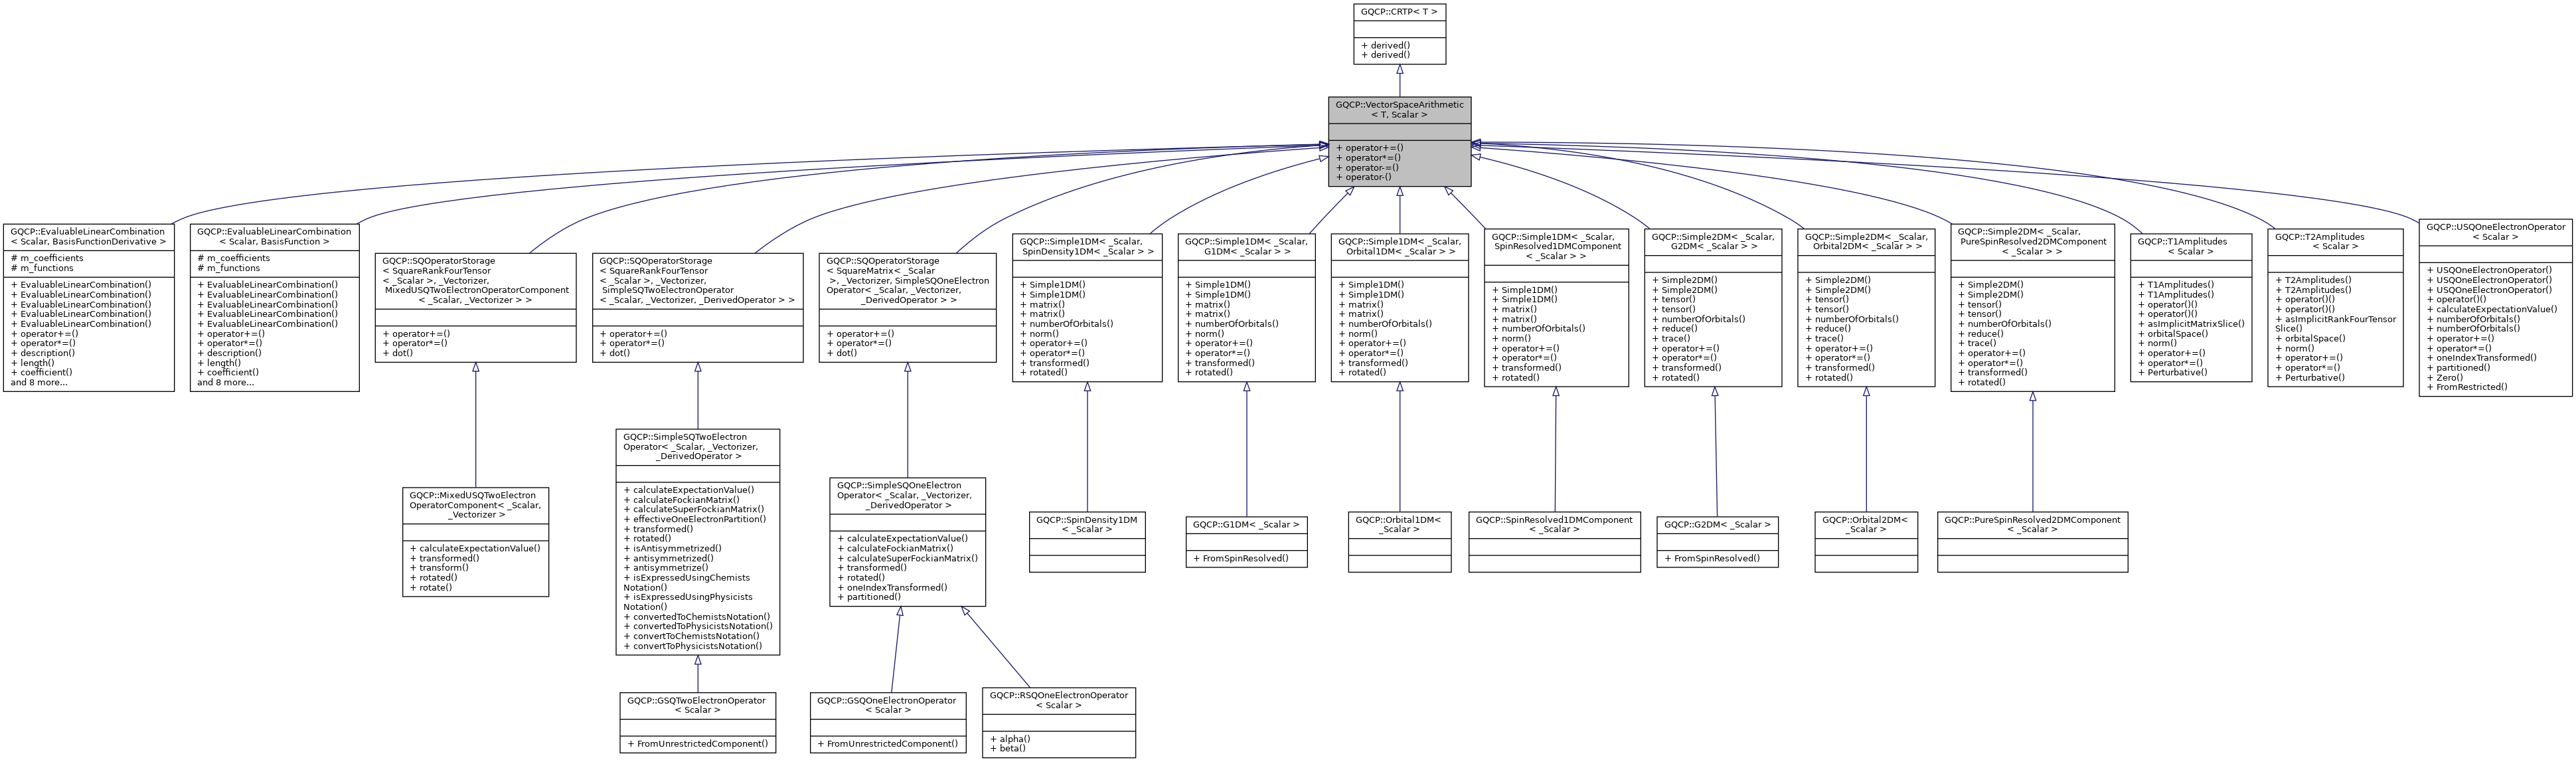 GQCP::CRTP< T >
+ derived()
+ derived()
GQCP::VectorSpaceArithmetic
< T, Scalar >
+ operator+=()
+ operator*=()
+ operator-=()
+ operator-()
GQCP::EvaluableLinearCombination
< Scalar, BasisFunctionDerivative >
# m_coefficients
# m_functions
+ EvaluableLinearCombination()
+ EvaluableLinearCombination()
+ EvaluableLinearCombination()
+ EvaluableLinearCombination()
+ EvaluableLinearCombination()
+ operator+=()
+ operator*=()
+ description()
+ length()
+ coefficient()
and 8 more...
GQCP::EvaluableLinearCombination
< Scalar, BasisFunction >
# m_coefficients
# m_functions
+ EvaluableLinearCombination()
+ EvaluableLinearCombination()
+ EvaluableLinearCombination()
+ EvaluableLinearCombination()
+ EvaluableLinearCombination()
+ operator+=()
+ operator*=()
+ description()
+ length()
+ coefficient()
and 8 more...
GQCP::SQOperatorStorage
< SquareRankFourTensor
< _Scalar >, _Vectorizer,
MixedUSQTwoElectronOperatorComponent
< _Scalar, _Vectorizer > >
+ operator+=()
+ operator*=()
+ dot()
GQCP::SQOperatorStorage
< SquareRankFourTensor
< _Scalar >, _Vectorizer,
SimpleSQTwoElectronOperator
< _Scalar, _Vectorizer, _DerivedOperator > >
+ operator+=()
+ operator*=()
+ dot()
GQCP::SQOperatorStorage
< SquareMatrix< _Scalar
>, _Vectorizer, SimpleSQOneElectron
Operator< _Scalar, _Vectorizer,
_DerivedOperator > >
+ operator+=()
+ operator*=()
+ dot()
GQCP::Simple1DM< _Scalar,
SpinDensity1DM< _Scalar > >
+ Simple1DM()
+ Simple1DM()
+ matrix()
+ matrix()
+ numberOfOrbitals()
+ norm()
+ operator+=()
+ operator*=()
+ transformed()
+ rotated()
GQCP::Simple1DM< _Scalar,
G1DM< _Scalar > >
+ Simple1DM()
+ Simple1DM()
+ matrix()
+ matrix()
+ numberOfOrbitals()
+ norm()
+ operator+=()
+ operator*=()
+ transformed()
+ rotated()
GQCP::Simple1DM< _Scalar,
Orbital1DM< _Scalar > >
+ Simple1DM()
+ Simple1DM()
+ matrix()
+ matrix()
+ numberOfOrbitals()
+ norm()
+ operator+=()
+ operator*=()
+ transformed()
+ rotated()
GQCP::Simple1DM< _Scalar,
SpinResolved1DMComponent
< _Scalar > >
+ Simple1DM()
+ Simple1DM()
+ matrix()
+ matrix()
+ numberOfOrbitals()
+ norm()
+ operator+=()
+ operator*=()
+ transformed()
+ rotated()
GQCP::Simple2DM< _Scalar,
G2DM< _Scalar > >
+ Simple2DM()
+ Simple2DM()
+ tensor()
+ tensor()
+ numberOfOrbitals()
+ reduce()
+ trace()
+ operator+=()
+ operator*=()
+ transformed()
+ rotated()
GQCP::Simple2DM< _Scalar,
Orbital2DM< _Scalar > >
+ Simple2DM()
+ Simple2DM()
+ tensor()
+ tensor()
+ numberOfOrbitals()
+ reduce()
+ trace()
+ operator+=()
+ operator*=()
+ transformed()
+ rotated()
GQCP::Simple2DM< _Scalar,
PureSpinResolved2DMComponent
< _Scalar > >
+ Simple2DM()
+ Simple2DM()
+ tensor()
+ tensor()
+ numberOfOrbitals()
+ reduce()
+ trace()
+ operator+=()
+ operator*=()
+ transformed()
+ rotated()
GQCP::T1Amplitudes
< Scalar >
+ T1Amplitudes()
+ T1Amplitudes()
+ operator()()
+ operator()()
+ asImplicitMatrixSlice()
+ orbitalSpace()
+ norm()
+ operator+=()
+ operator*=()
+ Perturbative()
GQCP::T2Amplitudes
< Scalar >
+ T2Amplitudes()
+ T2Amplitudes()
+ operator()()
+ operator()()
+ asImplicitRankFourTensor
Slice()
+ orbitalSpace()
+ norm()
+ operator+=()
+ operator*=()
+ Perturbative()
GQCP::USQOneElectronOperator
< Scalar >
+ USQOneElectronOperator()
+ USQOneElectronOperator()
+ USQOneElectronOperator()
+ operator()()
+ calculateExpectationValue()
+ numberOfOrbitals()
+ numberOfOrbitals()
+ operator+=()
+ operator*=()
+ oneIndexTransformed()
+ partitioned()
+ Zero()
+ FromRestricted()
GQCP::MixedUSQTwoElectron
OperatorComponent< _Scalar,
_Vectorizer >
+ calculateExpectationValue()
+ transformed()
+ transform()
+ rotated()
+ rotate()
GQCP::SimpleSQTwoElectron
Operator< _Scalar, _Vectorizer,
_DerivedOperator >
+ calculateExpectationValue()
+ calculateFockianMatrix()
+ calculateSuperFockianMatrix()
+ effectiveOneElectronPartition()
+ transformed()
+ rotated()
+ isAntisymmetrized()
+ antisymmetrized()
+ antisymmetrize()
+ isExpressedUsingChemists
Notation()
+ isExpressedUsingPhysicists
Notation()
+ convertedToChemistsNotation()
+ convertedToPhysicistsNotation()
+ convertToChemistsNotation()
+ convertToPhysicistsNotation()
GQCP::SimpleSQOneElectron
Operator< _Scalar, _Vectorizer,
_DerivedOperator >
+ calculateExpectationValue()
+ calculateFockianMatrix()
+ calculateSuperFockianMatrix()
+ transformed()
+ rotated()
+ oneIndexTransformed()
+ partitioned()
GQCP::SpinDensity1DM
< _Scalar >
GQCP::G1DM< _Scalar >
+ FromSpinResolved()
GQCP::Orbital1DM<
_Scalar >
GQCP::SpinResolved1DMComponent
< _Scalar >
GQCP::G2DM< _Scalar >
+ FromSpinResolved()
GQCP::Orbital2DM<
_Scalar >
GQCP::PureSpinResolved2DMComponent
< _Scalar >
GQCP::GSQTwoElectronOperator
< Scalar >
+ FromUnrestrictedComponent()
GQCP::GSQOneElectronOperator
< Scalar >
+ FromUnrestrictedComponent()
GQCP::RSQOneElectronOperator
< Scalar >
+ alpha()
+ beta()